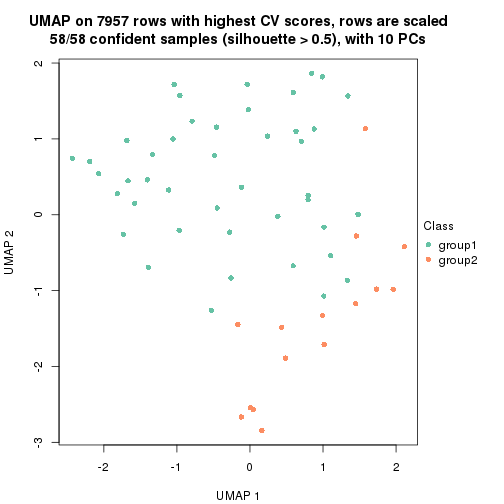 UMAP on 7957 rows with highest CV scores, rows are scaled
58/58 confident samples (silhouette > 0.5), with 10 PCs
2
1
0
-1
-2
-3
UMAP 2
-2
-1
0
1
2
UMAP 1
Class
group1
group2